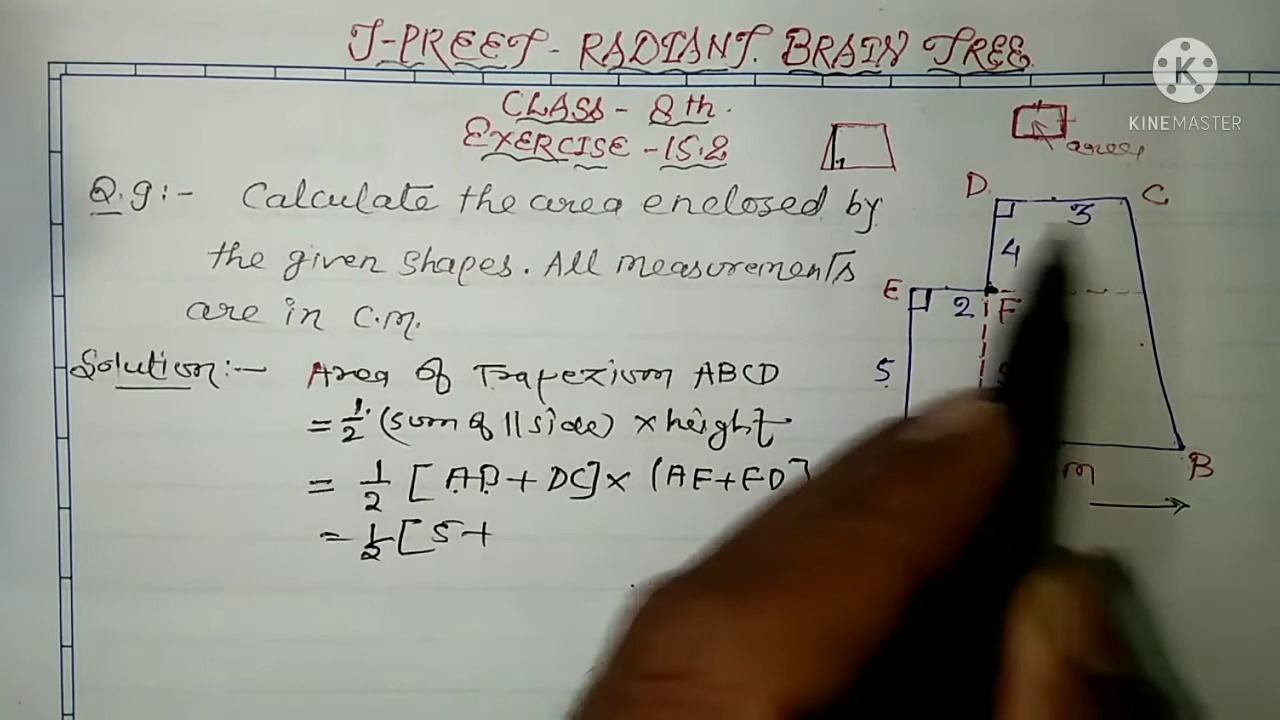 J-PREET-RADIANT. BRAIN TREE.
KINEMASTER
CLASS- 8th.
EXERCISE-15.2
area
Q.9:- Calculate the area enclosed by
the given shapes. All measurements
are in C.m.
D C
3
4
E 2 F
5
M B
Solution:- Area of Trapezium ABCD
= 1/2 (sum of || side) × height
= 1/2 [AB + DC] × (AF+FD]
= 1/2 [5 +